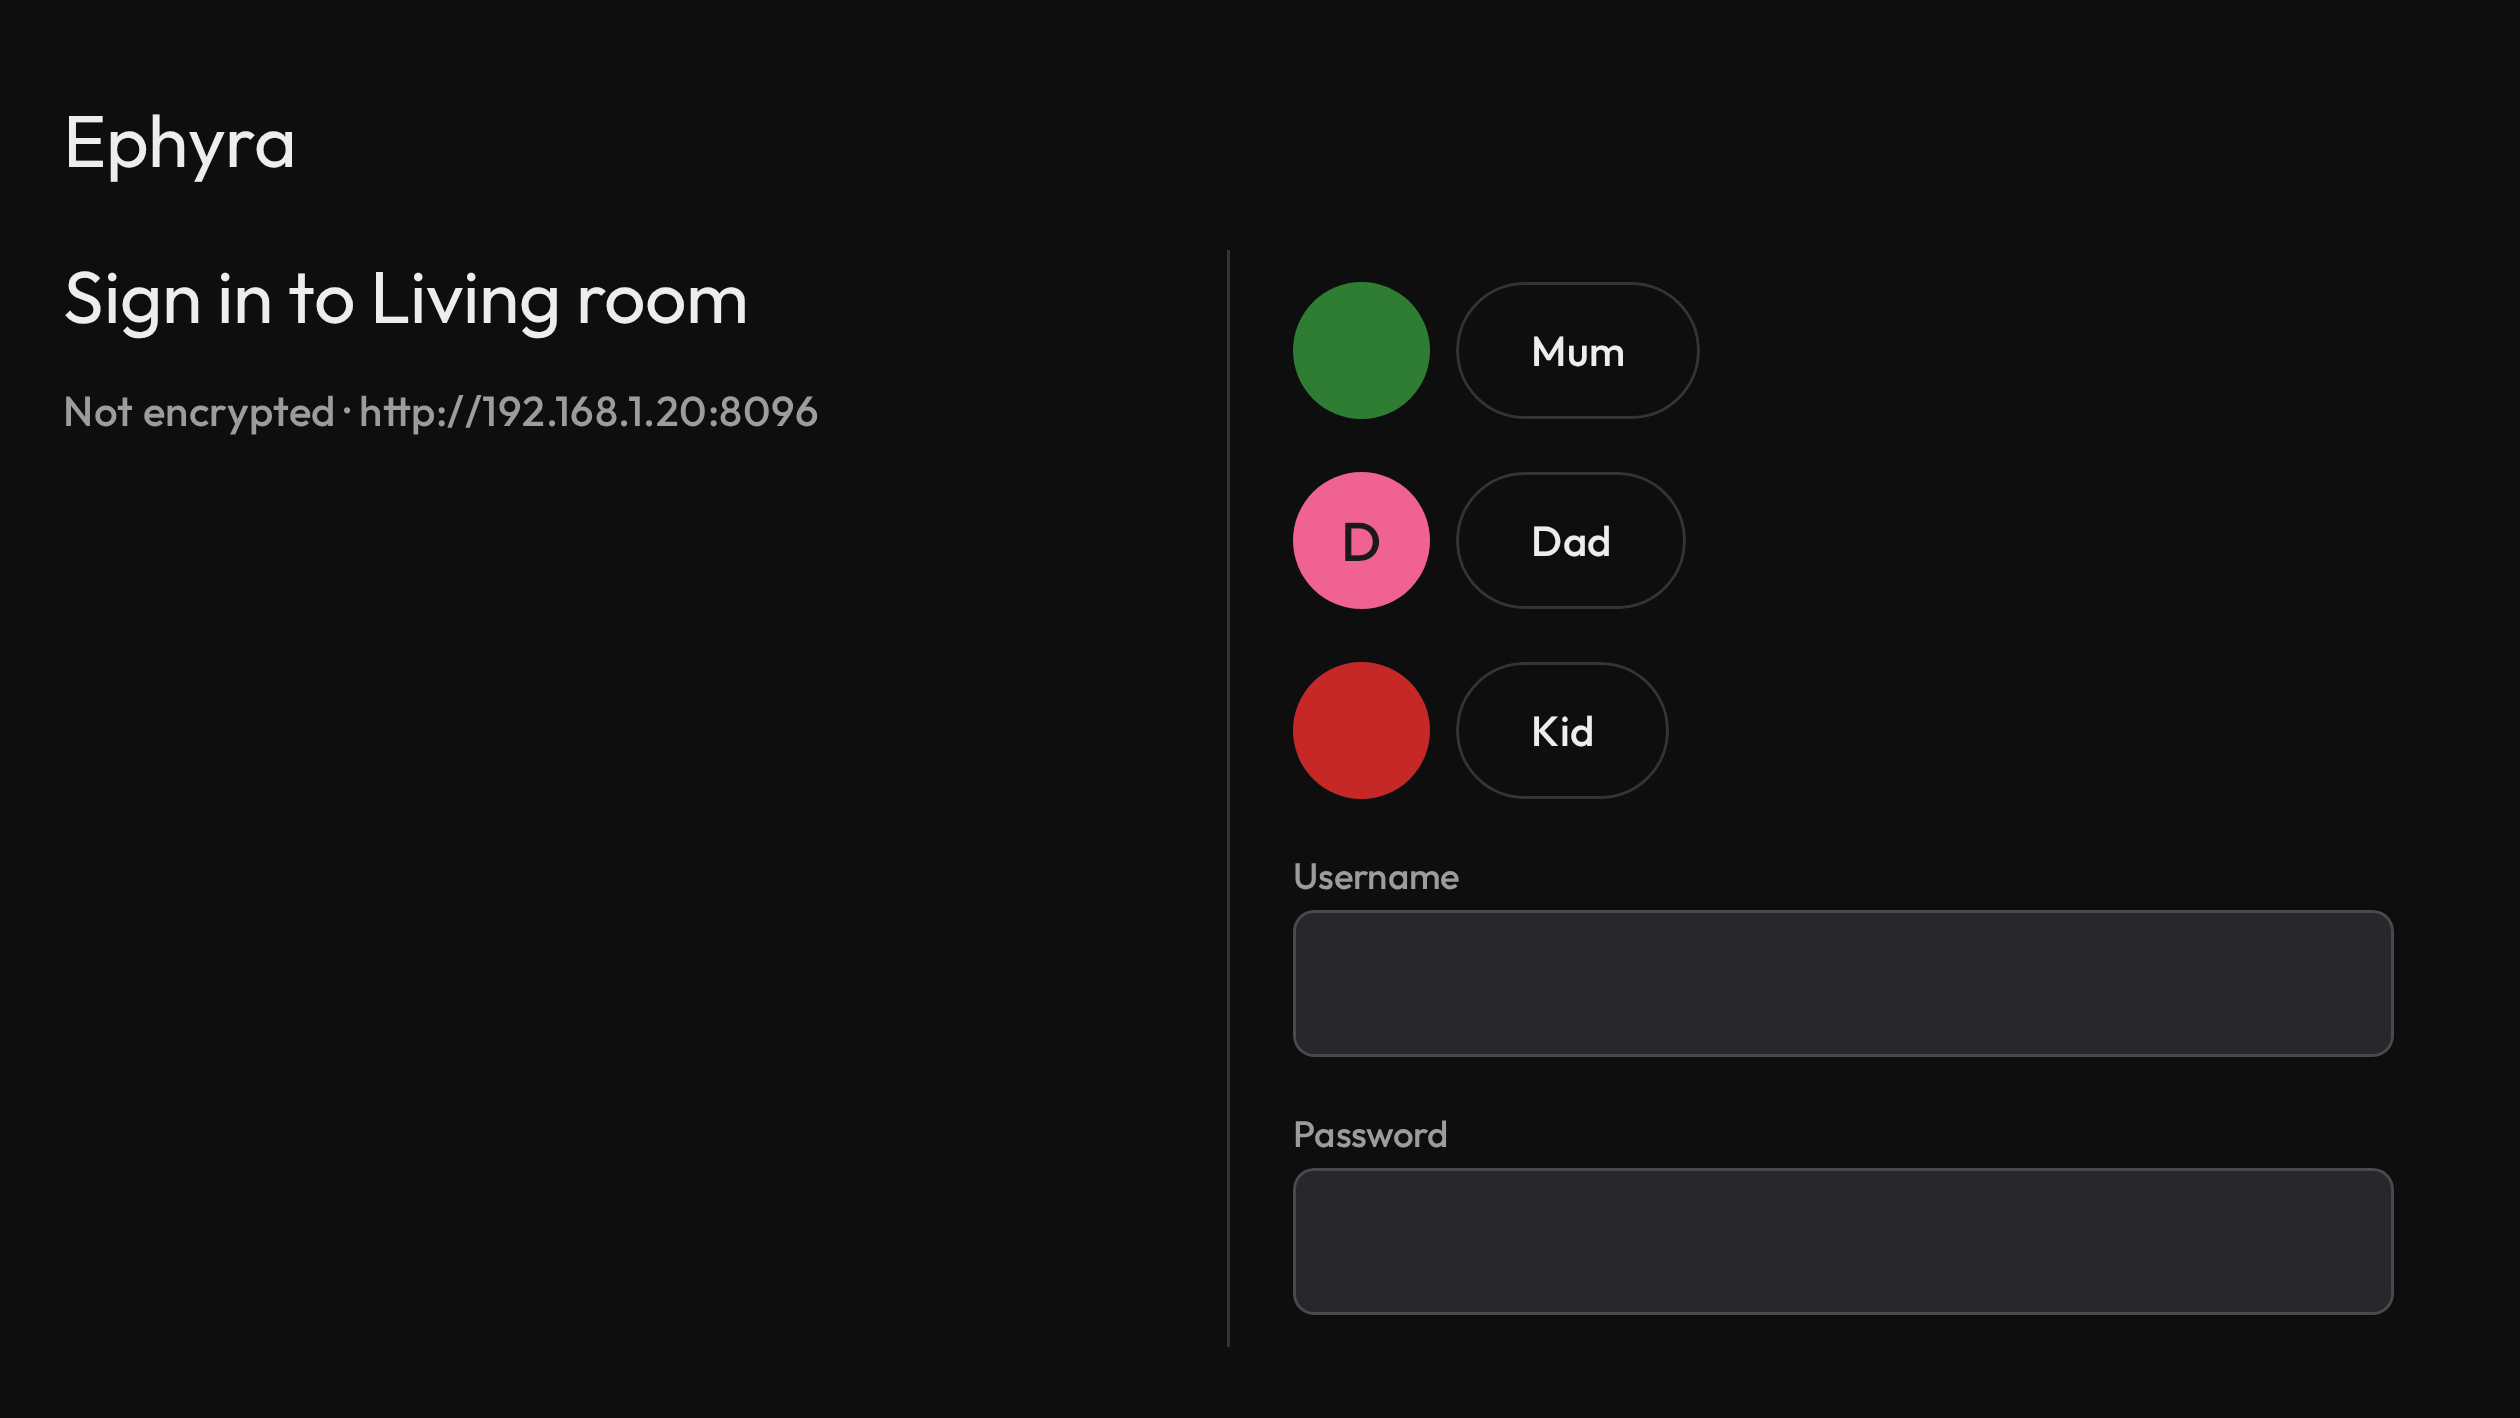 Ephyra
Sign in to Living room
Not encrypted · http://192.168.1.20:8096
Mum
D
Dad
Kid
Username
Password